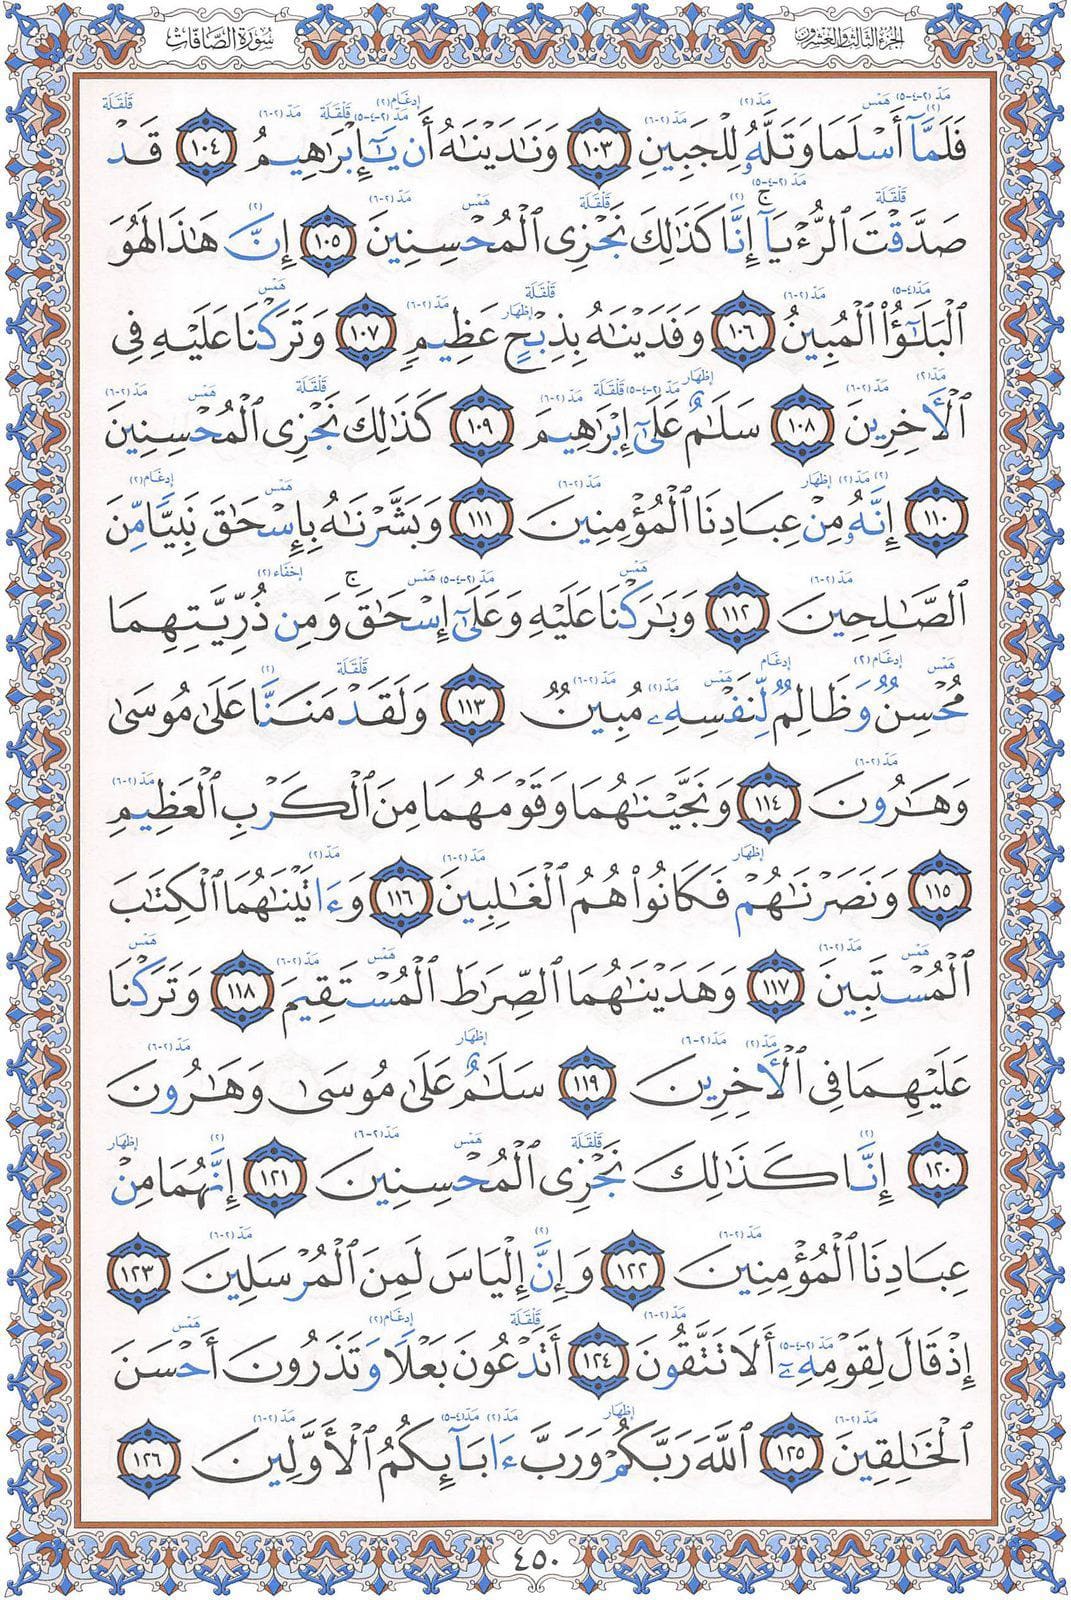 الجزء الثالث والعشرون
سورة الصافات
فَلَمَّآ أَسْلَمَا وَتَلَّهُۥ لِلْجَبِينِ ١٠٣ وَنَٰدَيْنَٰهُ أَن يَٰٓإِبْرَٰهِيمُ ١٠٤ قَدْ
صَدَّقْتَ ٱلرُّءْيَآ ۚ إِنَّا كَذَٰلِكَ نَجْزِى ٱلْمُحْسِنِينَ ١٠٥ إِنَّ هَٰذَا لَهُوَ
ٱلْبَلَٰٓؤُا۟ ٱلْمُبِينُ ١٠٦ وَفَدَيْنَٰهُ بِذِبْحٍ عَظِيمٍ ١٠٧ وَتَرَكْنَا عَلَيْهِ فِى
ٱلْأَخِرِينَ ١٠٨ سَلَٰمٌ عَلَىٰٓ إِبْرَٰهِيمَ ١٠٩ كَذَٰلِكَ نَجْزِى ٱلْمُحْسِنِينَ
١١٠ إِنَّهُۥ مِنْ عِبَادِنَا ٱلْمُؤْمِنِينَ ١١١ وَبَشَّرْنَٰهُ بِإِسْحَٰقَ نَبِيًّا مِّنَ
ٱلصَّٰلِحِينَ ١١٢ وَبَٰرَكْنَا عَلَيْهِ وَعَلَىٰٓ إِسْحَٰقَ ۚ وَمِن ذُرِّيَّتِهِمَا
مُحْسِنٌ وَظَالِمٌ لِّنَفْسِهِۦ مُبِينٌ ١١٣ وَلَقَدْ مَنَنَّا عَلَىٰ مُوسَىٰ
وَهَٰرُونَ ١١٤ وَنَجَّيْنَٰهُمَا وَقَوْمَهُمَا مِنَ ٱلْكَرْبِ ٱلْعَظِيمِ
١١٥ وَنَصَرْنَٰهُمْ فَكَانُوا۟ هُمُ ٱلْغَٰلِبِينَ ١١٦ وَءَاتَيْنَٰهُمَا ٱلْكِتَٰبَ
ٱلْمُسْتَبِينَ ١١٧ وَهَدَيْنَٰهُمَا ٱلصِّرَٰطَ ٱلْمُسْتَقِيمَ ١١٨ وَتَرَكْنَا
عَلَيْهِمَا فِى ٱلْأَخِرِينَ ١١٩ سَلَٰمٌ عَلَىٰ مُوسَىٰ وَهَٰرُونَ
١٢٠ إِنَّا كَذَٰلِكَ نَجْزِى ٱلْمُحْسِنِينَ ١٢١ إِنَّهُمَا مِنْ
عِبَادِنَا ٱلْمُؤْمِنِينَ ١٢٢ وَإِنَّ إِلْيَاسَ لَمِنَ ٱلْمُرْسَلِينَ ١٢٣
إِذْ قَالَ لِقَوْمِهِۦٓ أَلَا تَتَّقُونَ ١٢٤ أَتَدْعُونَ بَعْلًا وَتَذَرُونَ أَحْسَنَ
ٱلْخَٰلِقِينَ ١٢٥ ٱللَّهَ رَبَّكُمْ وَرَبَّ ءَابَآئِكُمُ ٱلْأَوَّلِينَ ١٢٦
٤٥٠